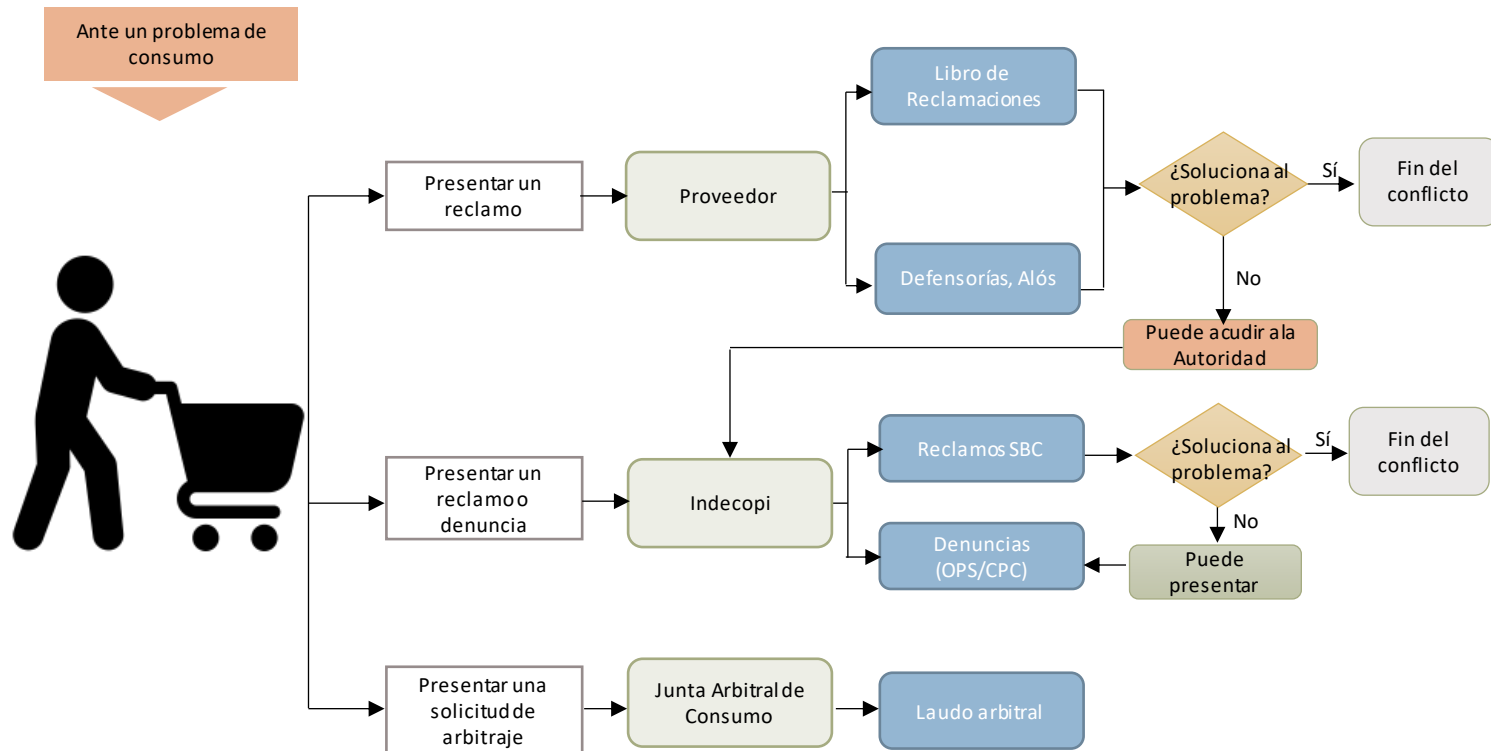 Ante un problema de
consumo
Presentar un
reclamo
Proveedor
Libro de
Reclamaciones
Defensorías, Alós
¿Soluciona al
problema?
Sí
Fin del
conflicto
No
Puede acudir a la
Autoridad
Presentar un
reclamo o
denuncia
Indecopi
Reclamos SBC
Denuncias
(OPS/CPC)
¿Soluciona al
problema?
Sí
Fin del
conflicto
No
Puede
presentar
Presentar una
solicitud de
arbitraje
Junta Arbitral de
Consumo
Laudo arbitral